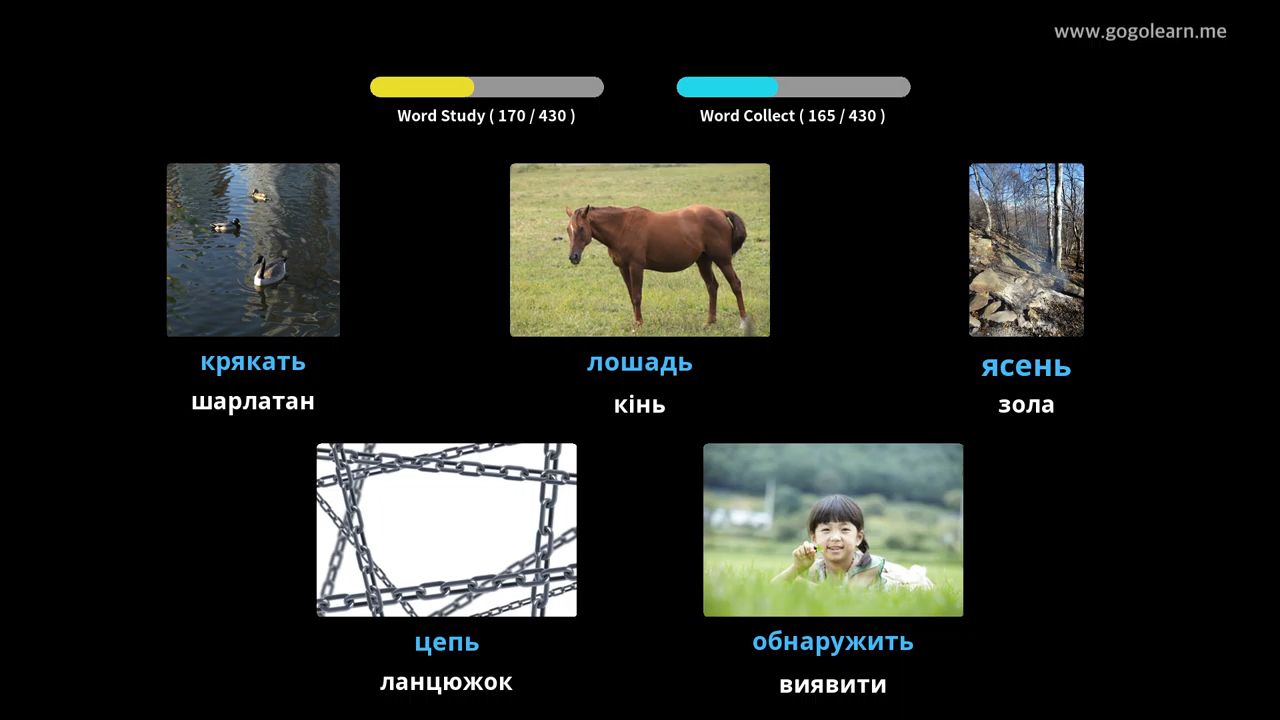 www.gogolearn.me
Word Study ( 170 / 430 )
Word Collect ( 165 / 430 )
крякать
шарлатан
лошадь
кінь
ясень
зола
цепь
ланцюжок
обнаружить
виявити